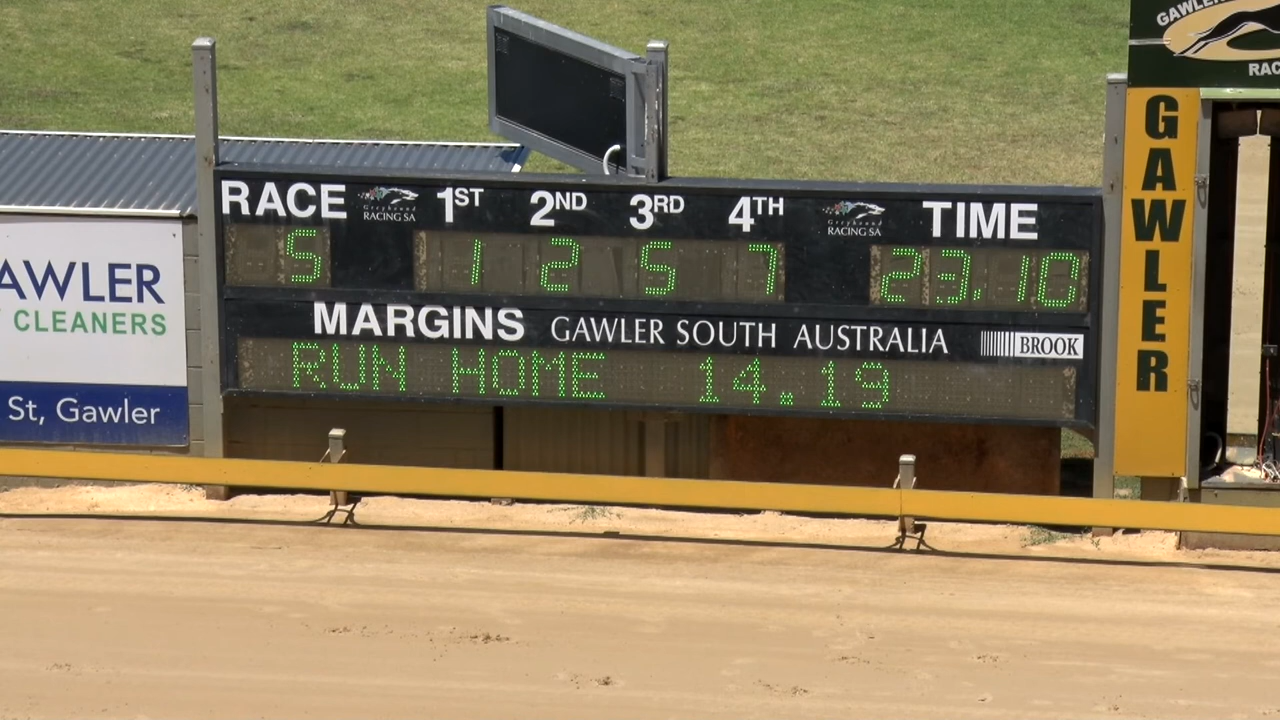 GAWLER
RAC
GAWLER
RACE
Greyhound
RACING SA
1ST
2ND
3RD
4TH
Greyhound
RACING SA
TIME
5
1
2
5
7
23.10
MARGINS
GAWLER SOUTH AUSTRALIA
BROOK
RUN HOME 14.19
AWLER
CLEANERS
St, Gawler